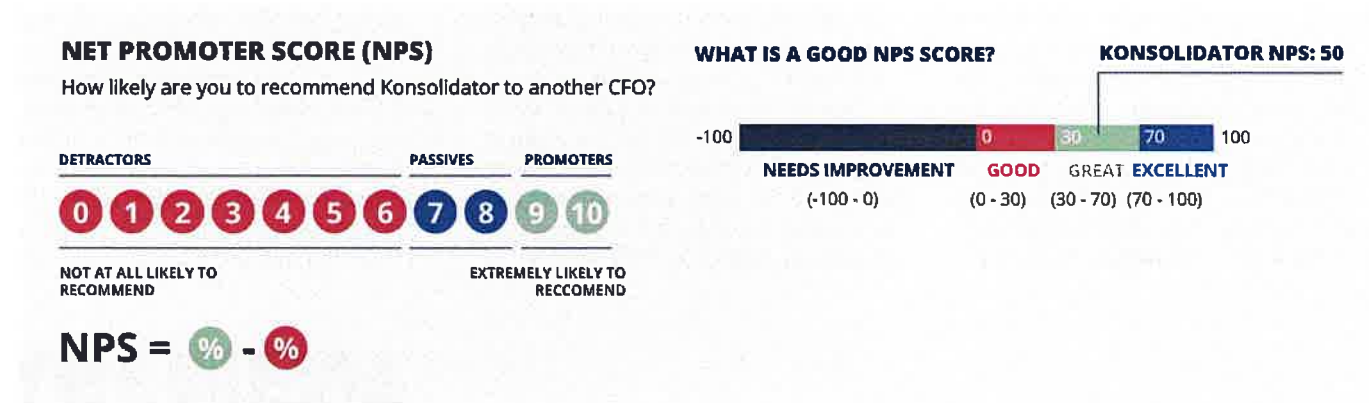 NET PROMOTER SCORE (NPS)
How likely are you to recommend Konsolidator to another CFO?
DETRACTORS PASSIVES PROMOTERS
0 1 2 3 4 5 6 7 8 9 10
NOT AT ALL LIKELY TO
RECOMMEND
EXTREMELY LIKELY TO
RECCOMEND
NPS = % - %
WHAT IS A GOOD NPS SCORE?
KONSOLIDATOR NPS: 50
-100 0 30 70 100
NEEDS IMPROVEMENT GOOD GREAT EXCELLENT
(-100 - 0) (0 - 30) (30 - 70) (70 - 100)